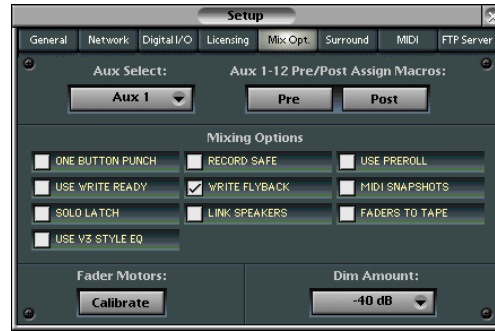 Setup
General Network Digital I/O Licensing Mix Opt. Surround MIDI FTP Server
Aux Select: Aux 1-12 Pre/Post Assign Macros:
Aux 1 Pre Post
Mixing Options
ONE BUTTON PUNCH RECORD SAFE USE PREROLL
USE WRITE READY WRITE FLYBACK MIDI SNAPSHOTS
SOLO LATCH LINK SPEAKERS FADERS TO TAPE
USE V3 STYLE EQ
Fader Motors: Dim Amount:
Calibrate -40 dB